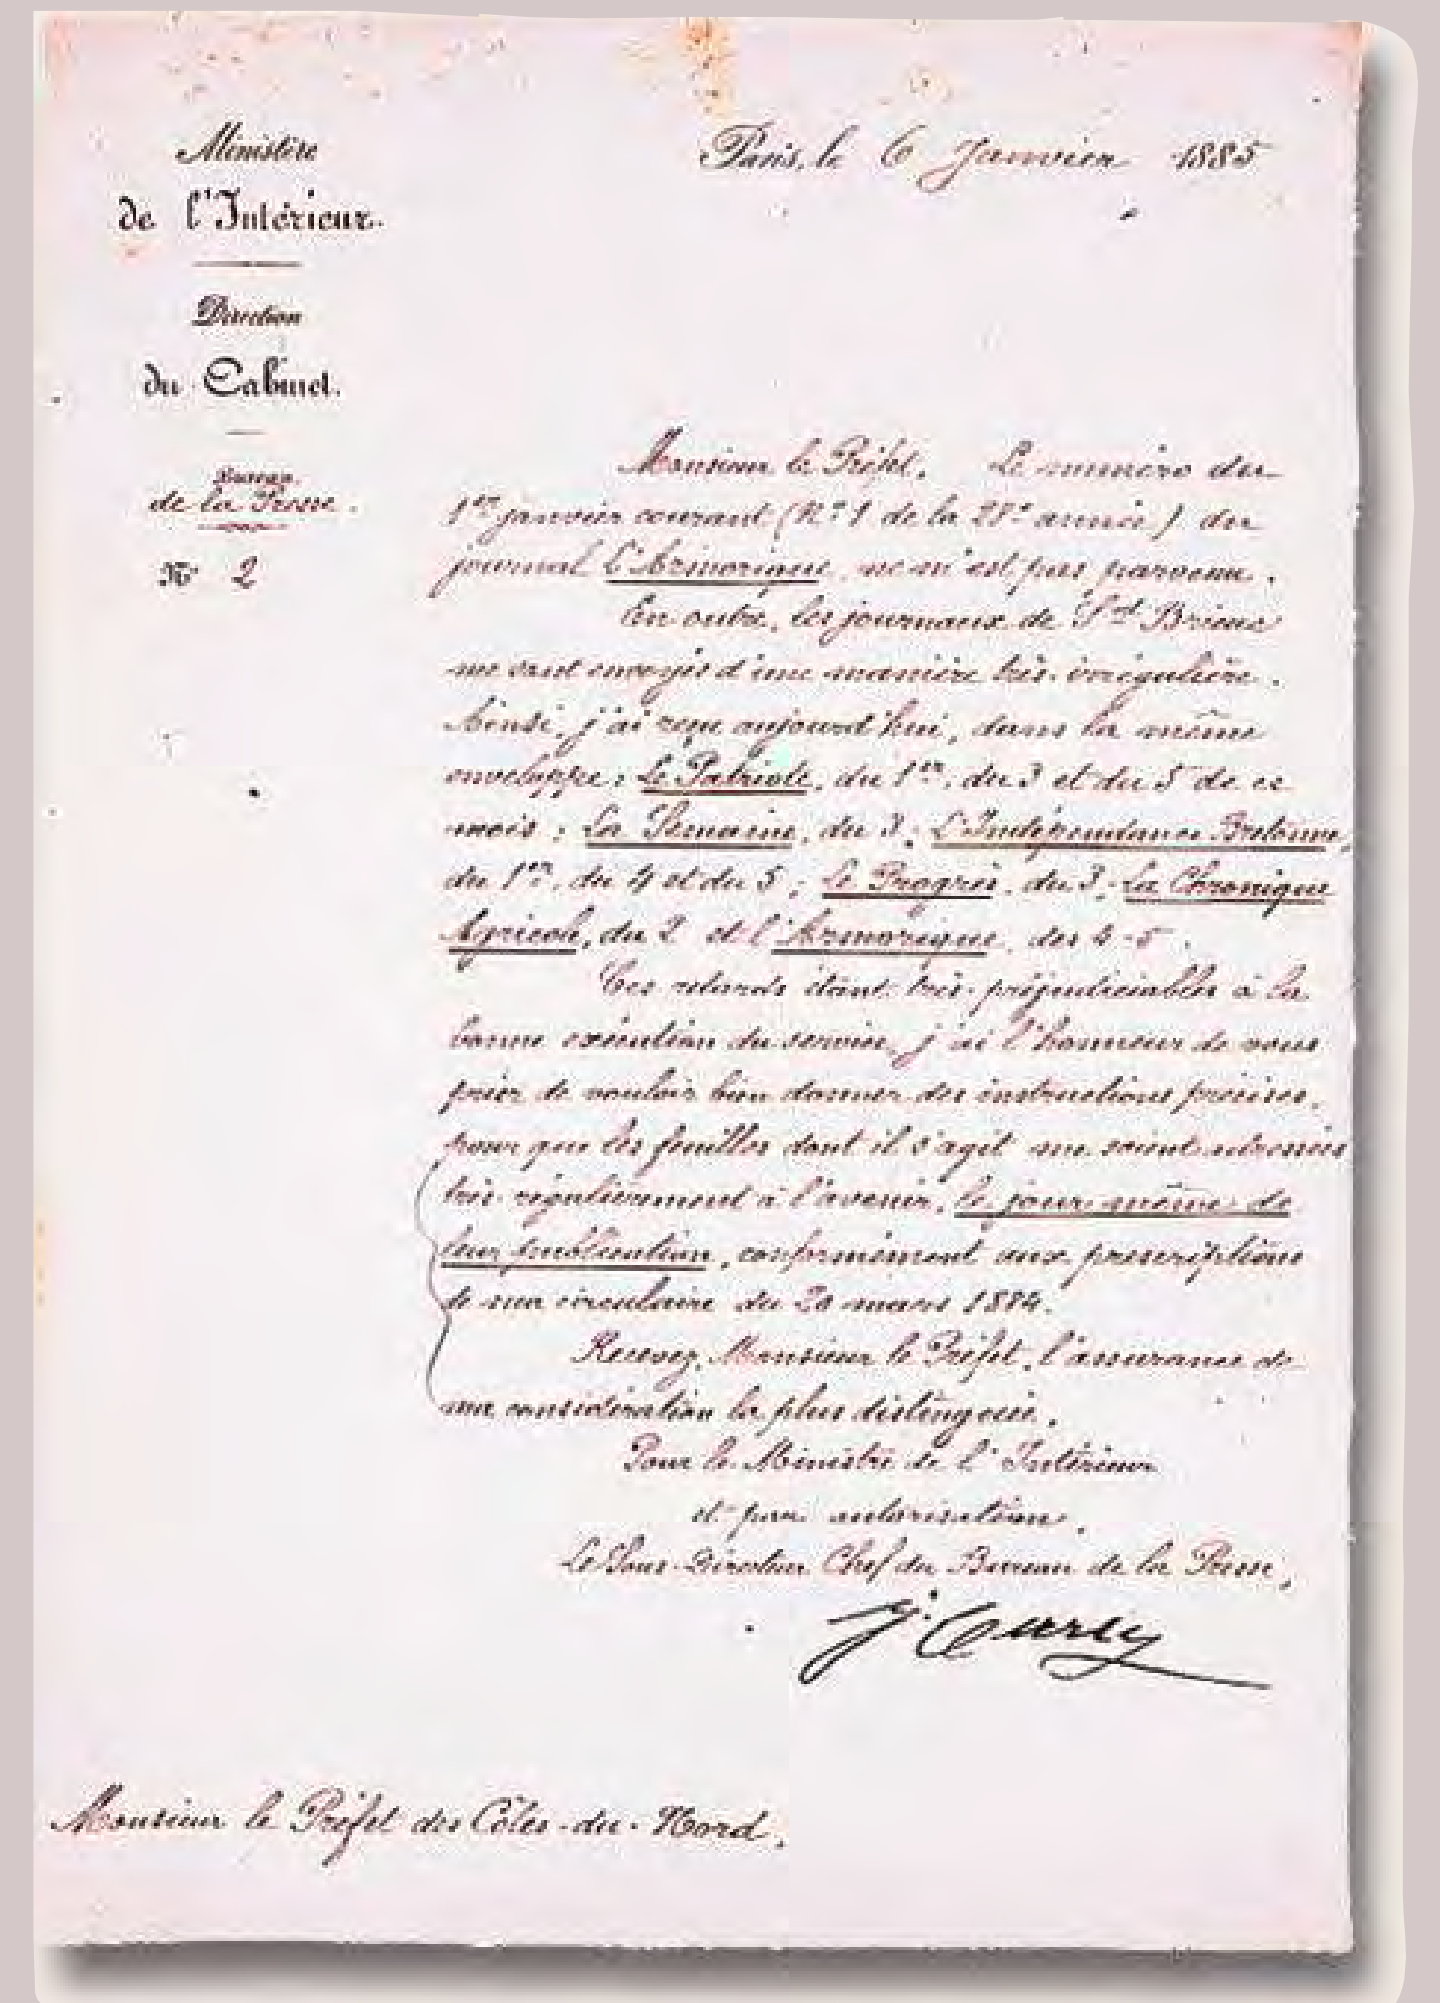 Ministère
de l'Intérieur.
Direction
du Cabinet.
Bureau
de la Presse.
N° 2
Paris, le 6 Janvier 1885
Monsieur le Préfet, Le numéro du
1er janvier courant (N° 1 de la année) du
journal l'Armorique, ne m'est pas parvenu.
En outre, les journaux de St Brieuc
me sont envoyés d'une manière très irrégulière.
Ainsi, j'ai reçu aujourd'hui, dans la même
enveloppe: Le Patriote, du 1er, du 3 et du 5 de ce
mois; La Semaine, du 3; L'Indépendance Bretonne,
du 1er, du 4 et du 5; Le Progrès, du 3; La Chronique
Agricole, du 2 et l'Armorique, des 4-5.
Ces retards étant très préjudiciables à la
bonne exécution du service, j'ai l'honneur de vous
prier de vouloir bien donner des instructions précises,
pour que les feuilles dont il s'agit me soient adressées
très régulièrement à l'avenir, le jour même de
leur publication, conformément aux prescriptions
de ma circulaire du 20 mars 1884.
Recevez, Monsieur le Préfet, l'assurance de
ma considération la plus distinguée.
Pour le Ministre de l'Intérieur
et par autorisation,
Le Sous-Directeur Chef du Bureau de la Presse,
Monsieur le Préfet des Côtes-du-Nord.